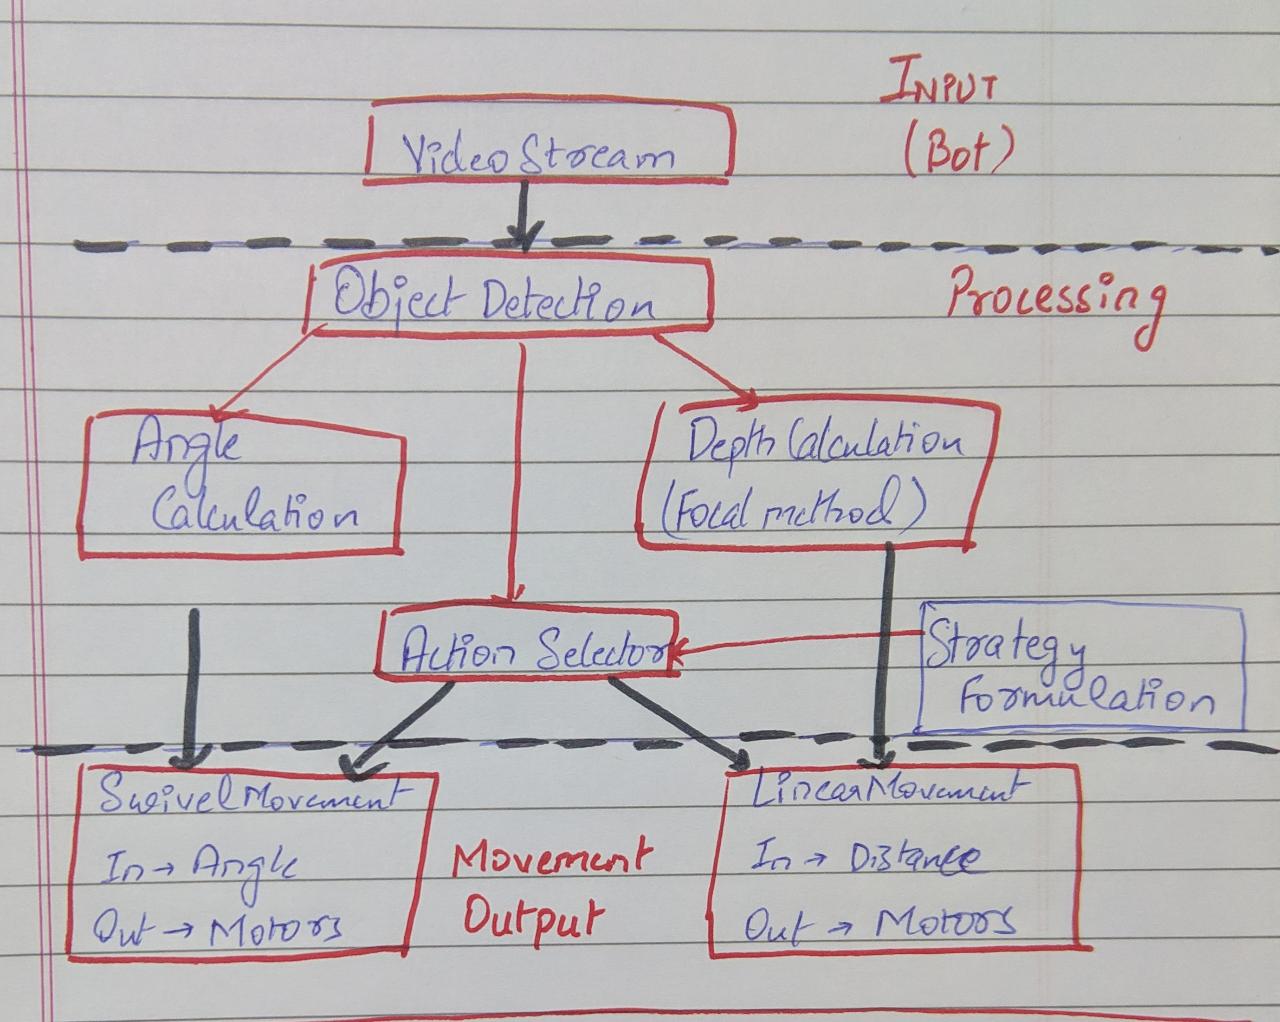 INPUT
(Bot)
Video Stream
Object Detection
Processing
Angle
Calculation
Depth Calculation
(Focal method)
Action Selector
Strategy
Formulation
Swivel Movement
In → Angle
Out → Motors
Movement
Output
Linear Movement
In → Distance
Out → Motors